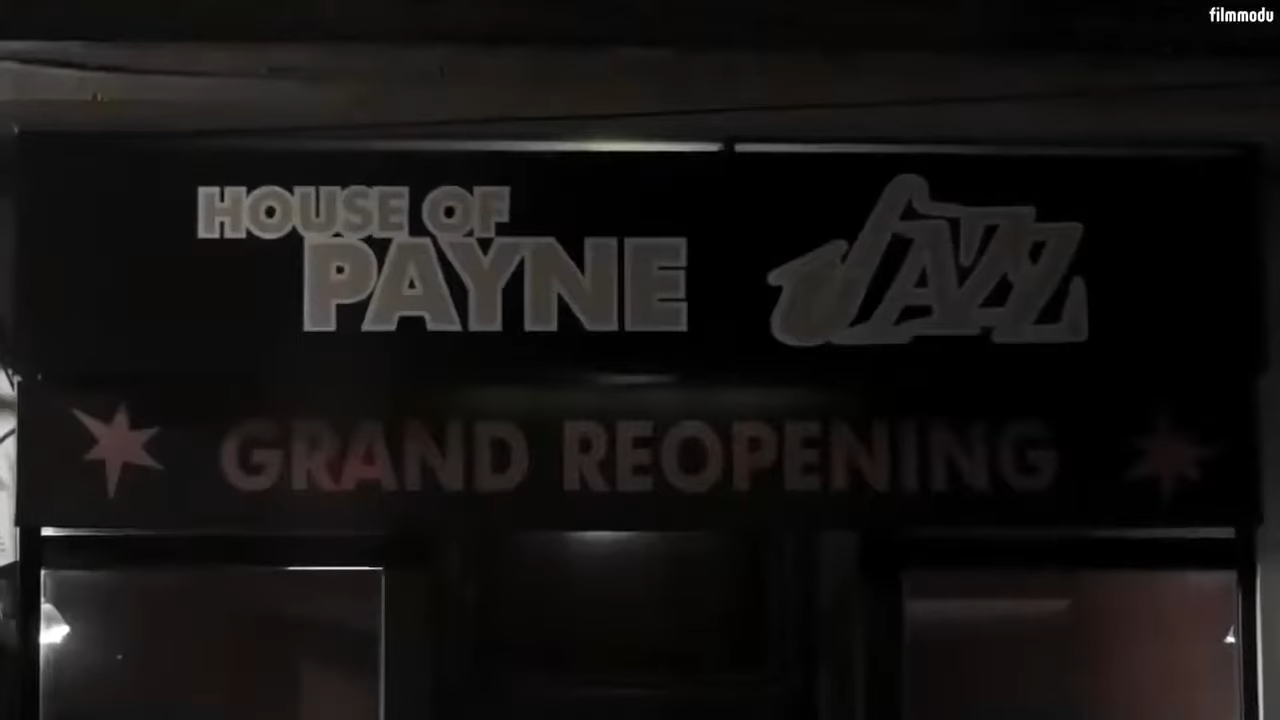 filmmodu
HOUSE OF
PAYNE
JAZZ
GRAND REOPENING